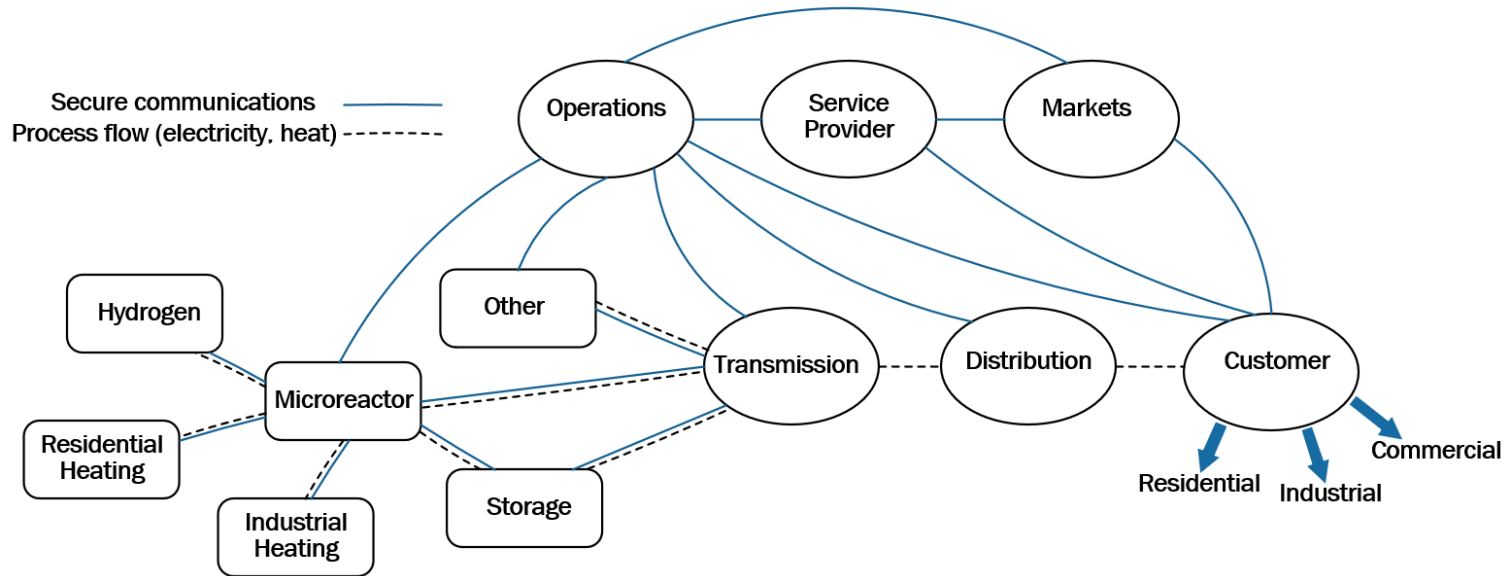 Secure communications
Process flow (electricity, heat)
Operations
Service
Provider
Markets
Hydrogen
Other
Microreactor
Transmission
Distribution
Customer
Residential
Heating
Industrial
Heating
Storage
Residential
Industrial
Commercial